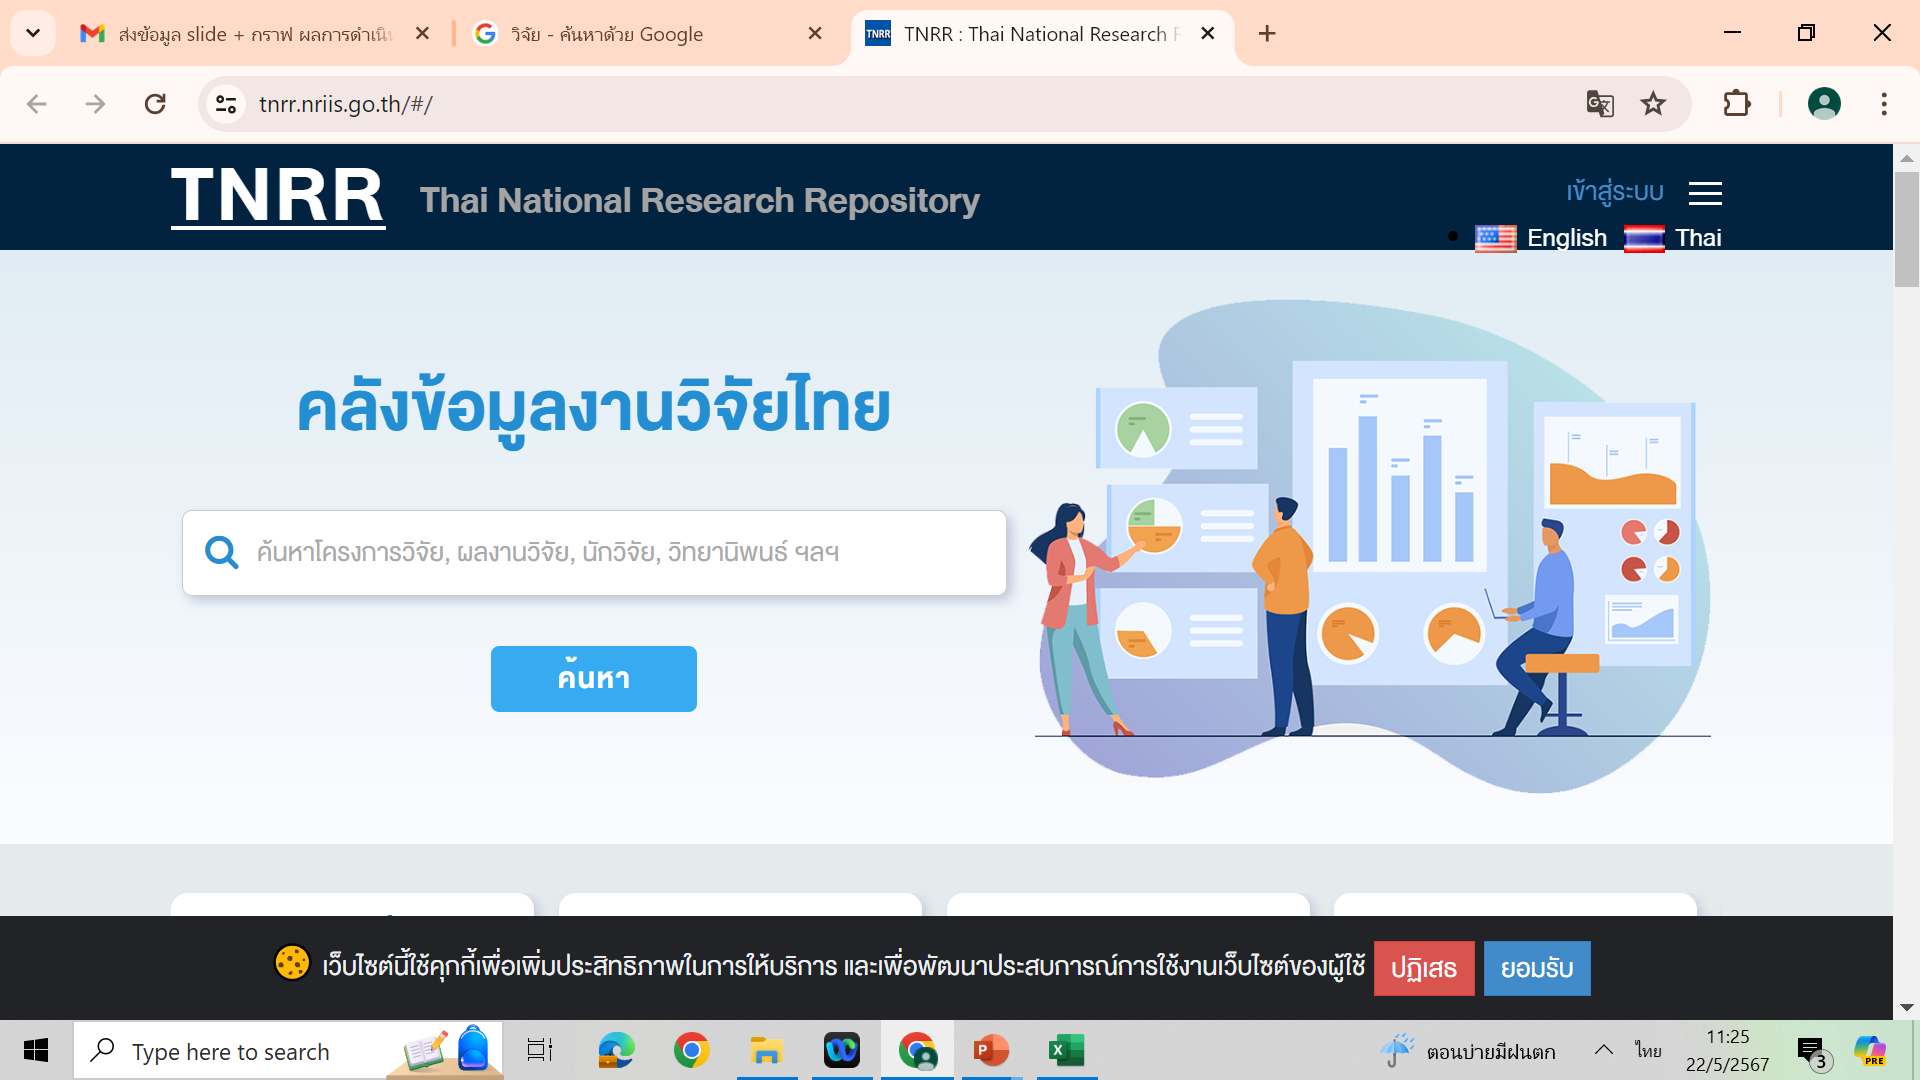 ส่งข้อมูล slide + กราฟ ผลการดำเนิน
วิจัย - ค้นหาด้วย Google
TNRR
TNRR : Thai National Research R
tnrr.nriis.go.th/#/
TNRR
Thai National Research Repository
เข้าสู่ระบบ
English
Thai
คลังข้อมูลงานวิจัยไทย
ค้นหาโครงการวิจัย, ผลงานวิจัย, นักวิจัย, วิทยานิพนธ์ ฯลฯ
ค้นหา
เว็บไซต์นี้ใช้คุกกี้เพื่อเพิ่มประสิทธิภาพในการให้บริการ และเพื่อพัฒนาประสบการณ์การใช้งานเว็บไซต์ของผู้ใช้
ปฏิเสธ
ยอมรับ
Type here to search
ตอนบ่ายมีฝนตก
ไทย
11:25
22/5/2567
3
PRE